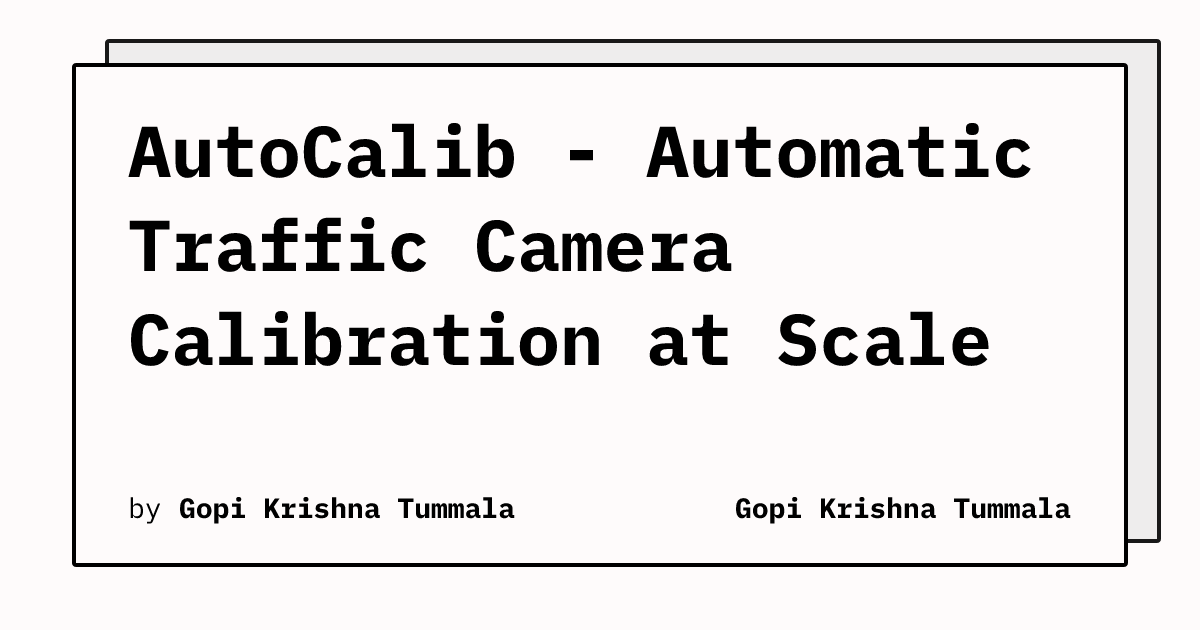 AutoCalib - Automatic
Traffic Camera
Calibration at Scale
by Gopi Krishna Tummala
Gopi Krishna Tummala